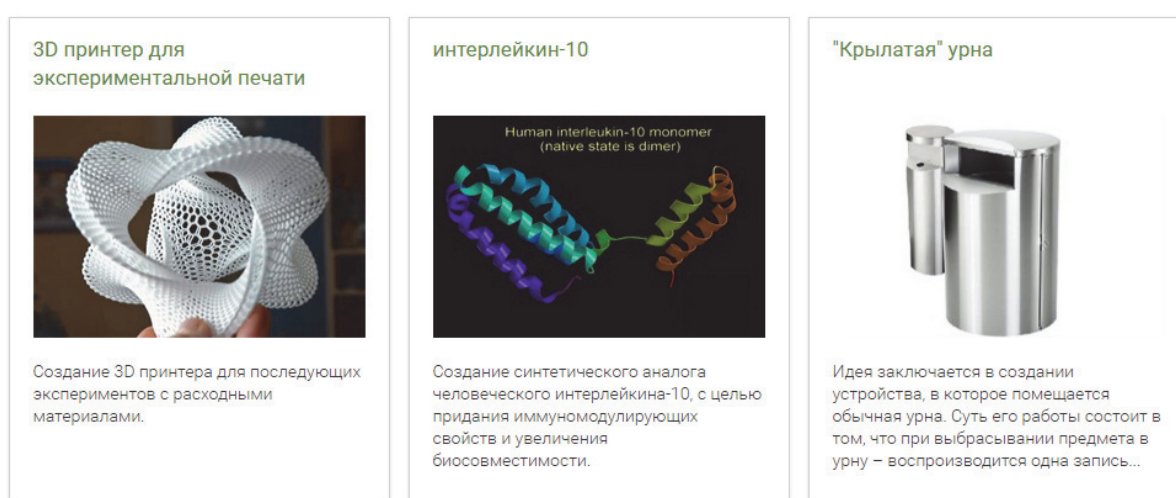 3D принтер для
экспериментальной печати
Создание 3D принтера для последующих
экспериментов с расходными
материалами.
интерлейкин-10
Human interleukin-10 monomer
(native state is dimer)
Создание синтетического аналога
человеческого интерлейкина-10, с целью
придания иммуномодулирующих
свойств и увеличения
биосовместимости.
"Крылатая" урна
Идея заключается в создании
устройства, в которое помещается
обычная урна. Суть его работы состоит в
том, что при выбрасывании предмета в
урну – воспроизводится одна запись...